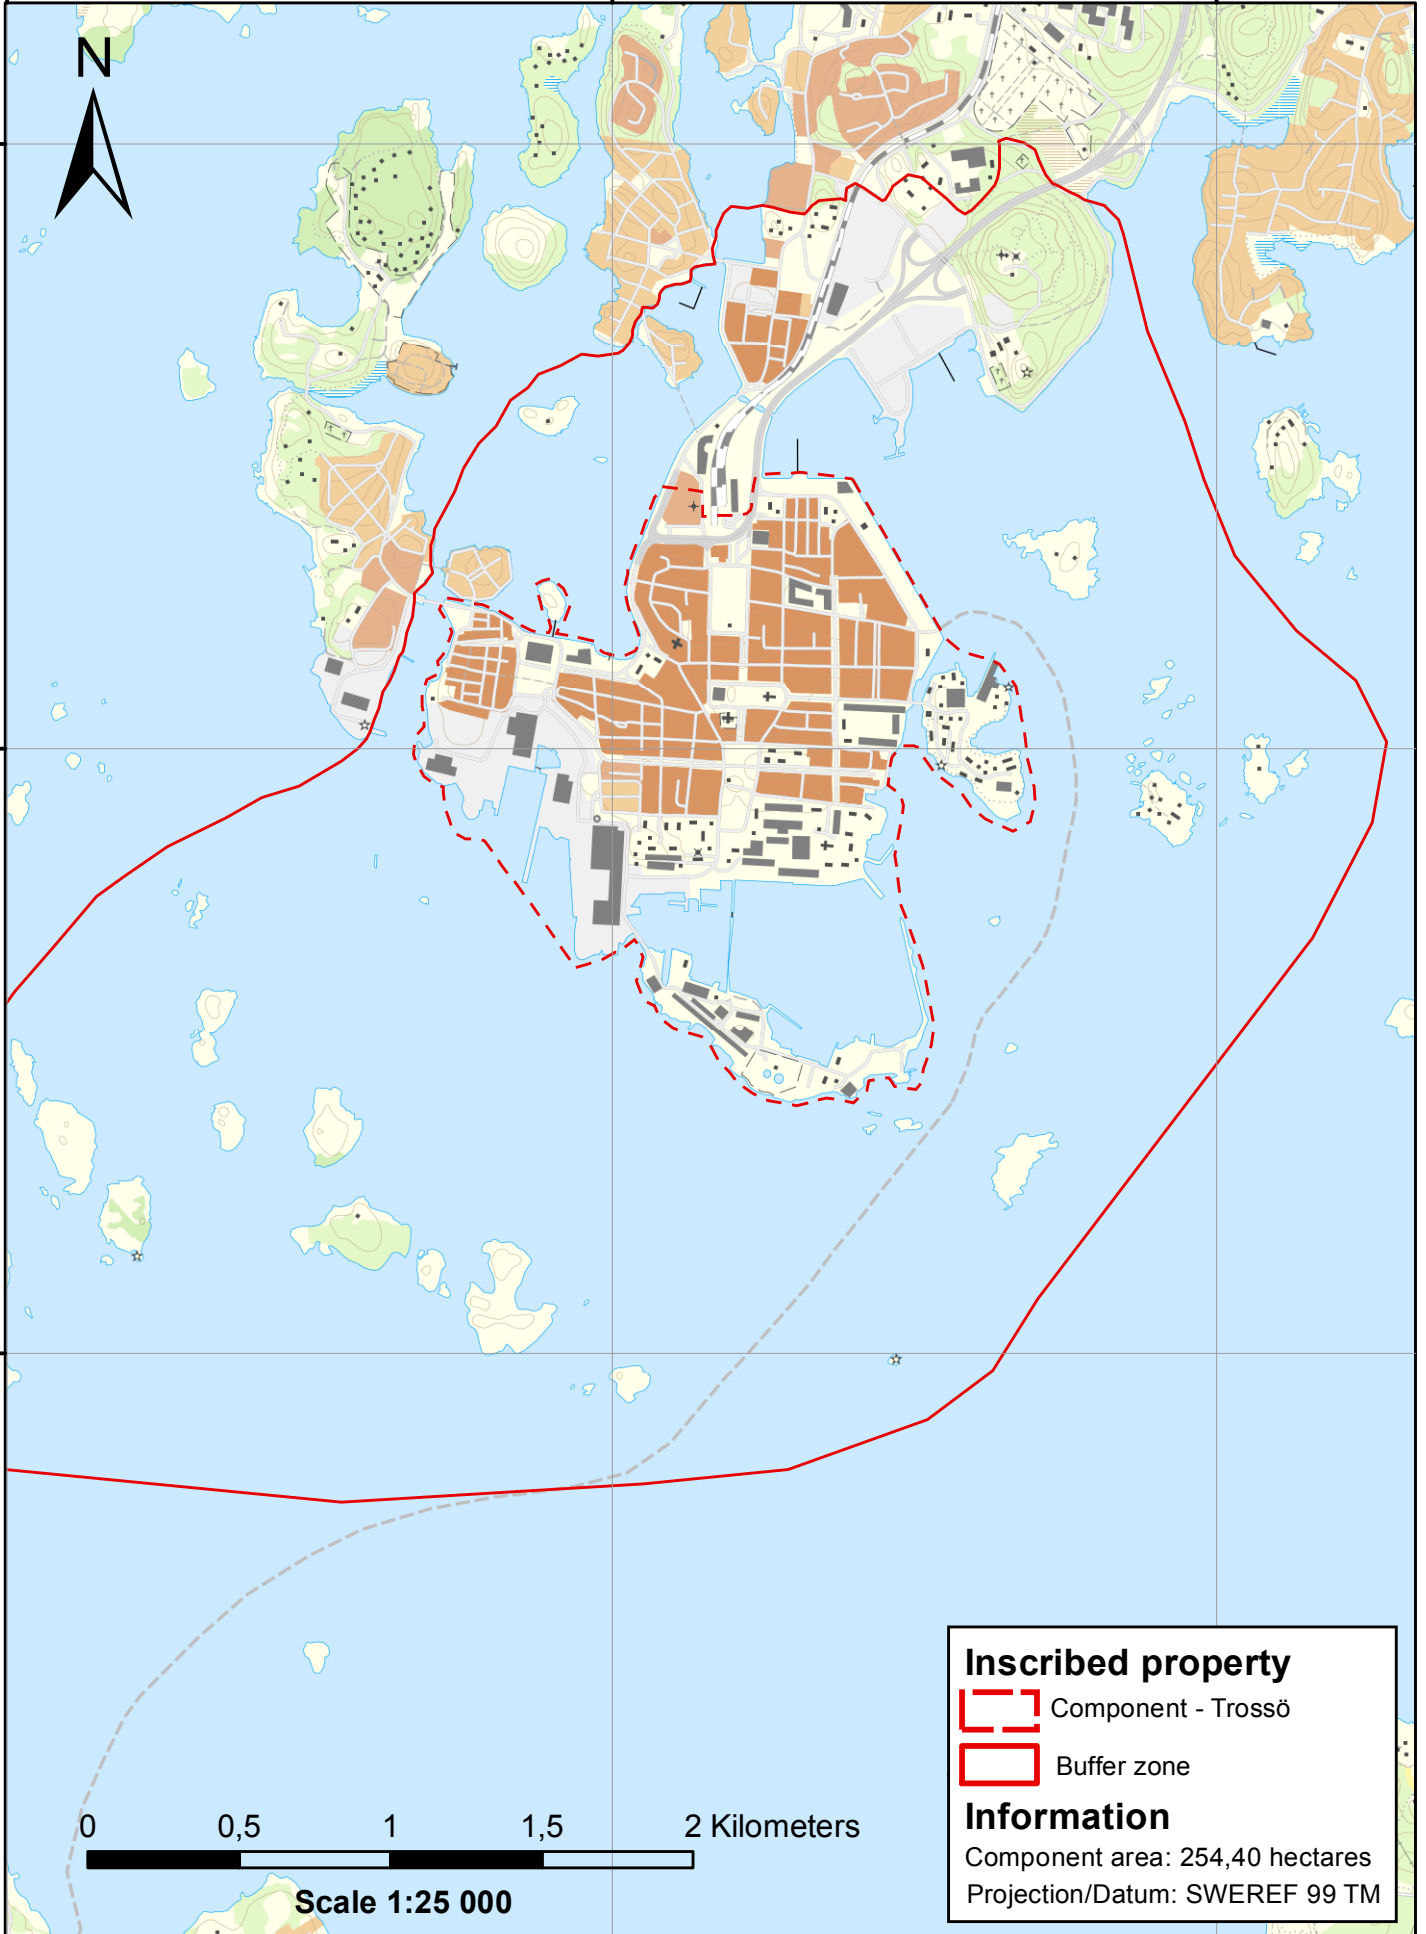 N
Inscribed property
Component - Trossö
Buffer zone
Information
Component area: 254,40 hectares
Projection/Datum: SWEREF 99 TM
0 0,5 1 1,5 2 Kilometers
Scale 1:25 000